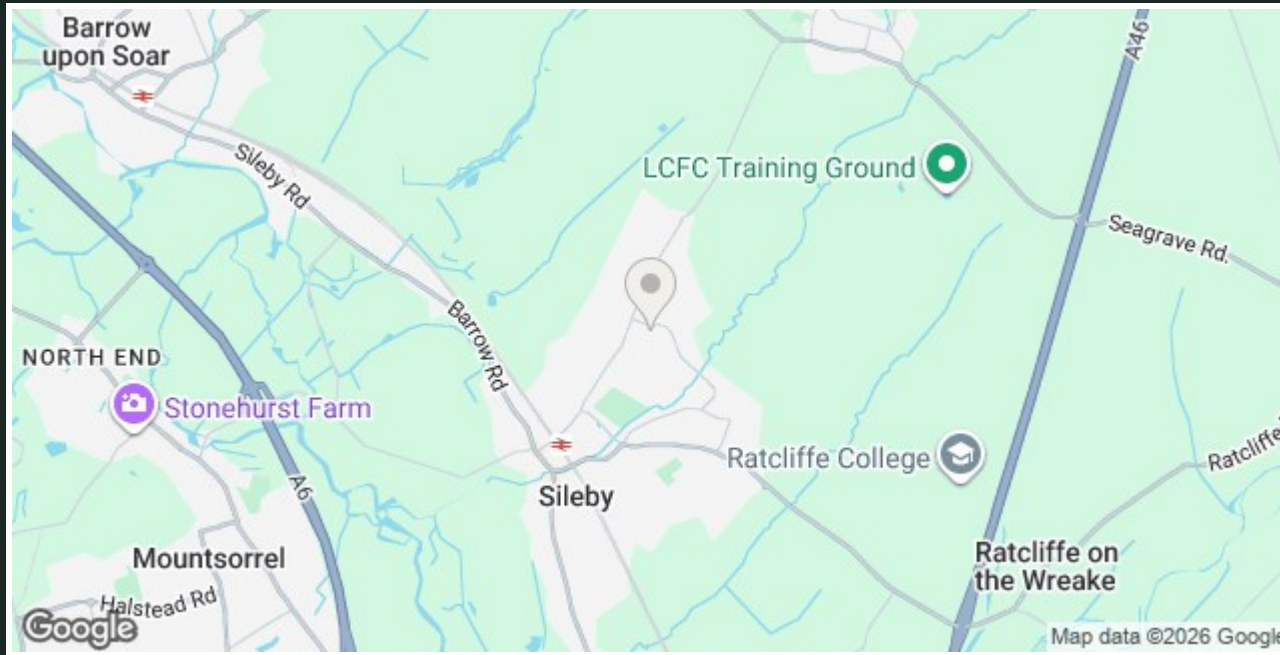 Barrow
upon Soar
A46
Sileby Rd
LCFC Training Ground
Seagrave Rd.
Barrow Rd
NORTH END
Stonehurst Farm
Ratcliffe College
Ratcliffe
A6
Sileby
Mountsorrel
Ratcliffe on
the Wreake
Halstead Rd
Google
Map data ©2026 Google